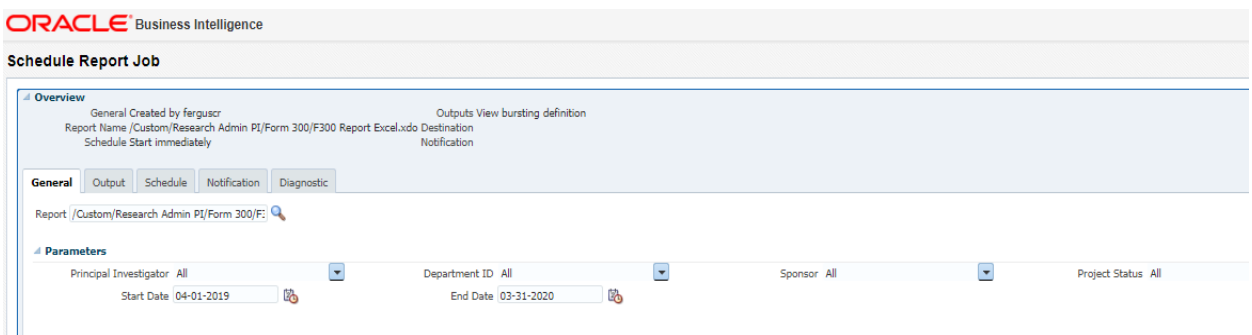 ORACLE Business Intelligence
Schedule Report Job
Overview
General Created by ferguscr Outputs View bursting definition
Report Name /Custom/Research Admin PI/Form 300/F300 Report Excel.xdo Destination
Schedule Start immediately Notification
General Output Schedule Notification Diagnostic
Report /Custom/Research Admin PI/Form 300/F:
Parameters
Principal Investigator All Department ID All Sponsor All Project Status All
Start Date 04-01-2019 End Date 03-31-2020